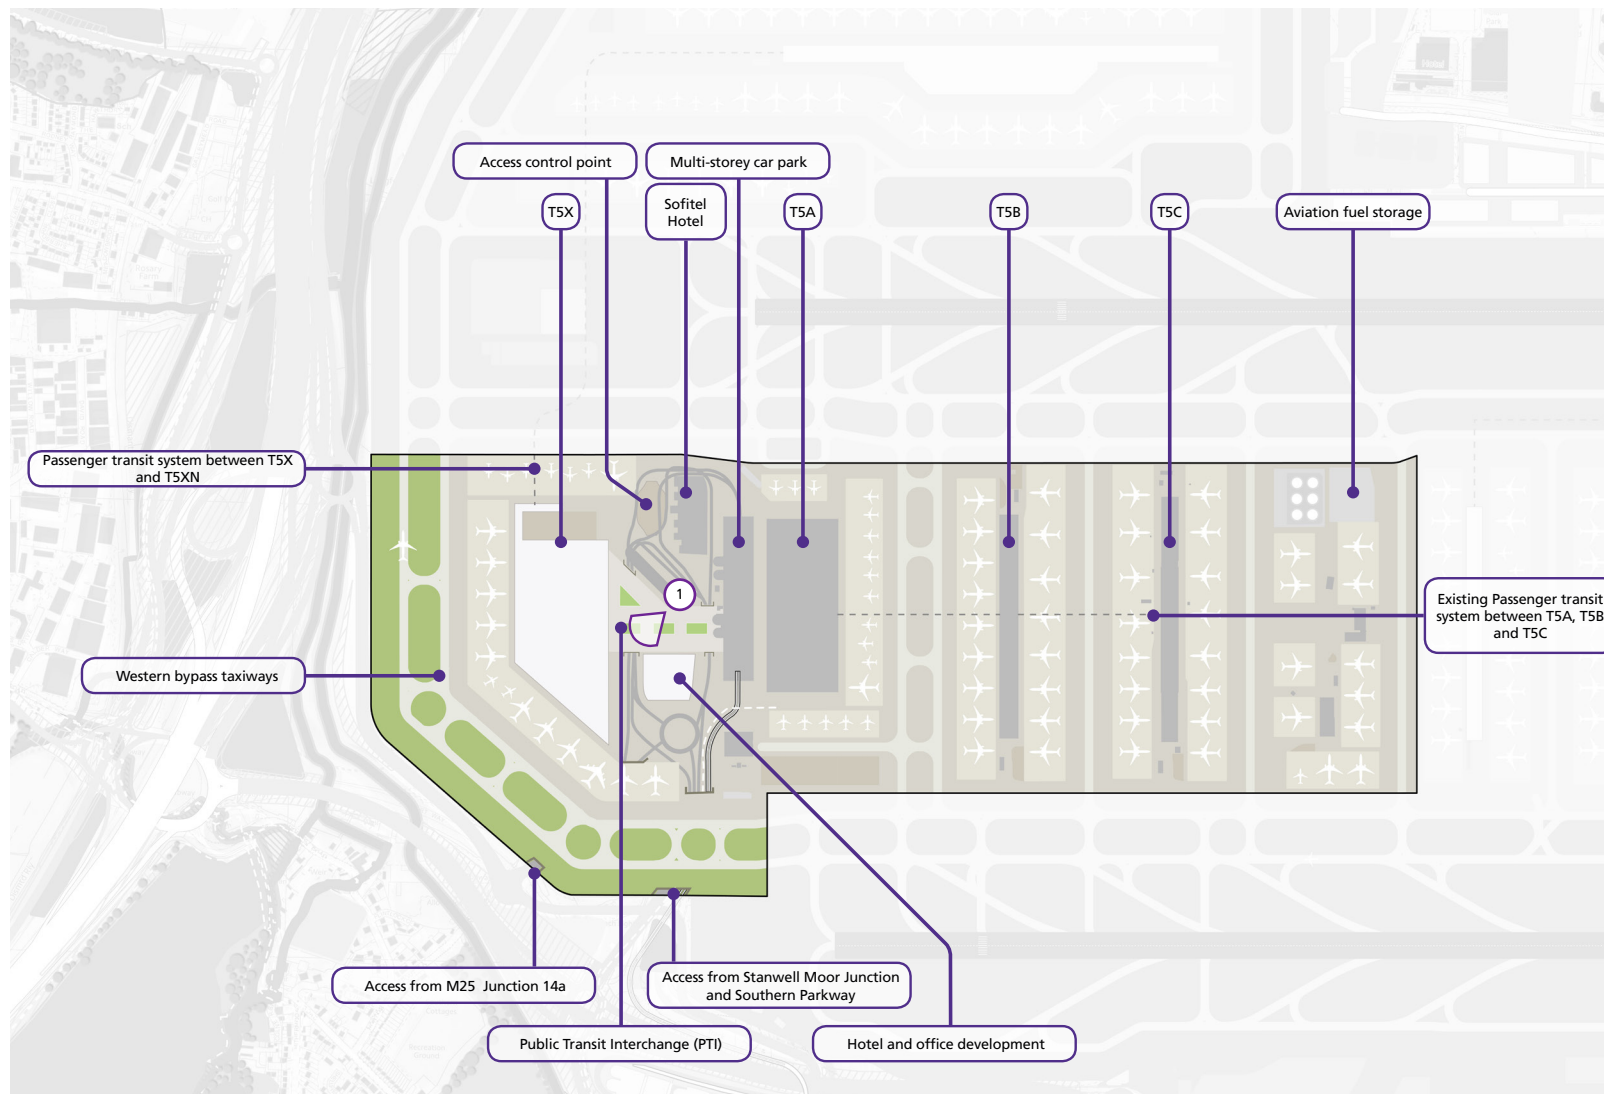 Hotel
Access control point
Multi-storey car park
T5X
Sofitel
Hotel
T5A
T5B
T5C
Aviation fuel storage
Passenger transit system between T5X
and T5XN
1
Existing Passenger transit
system between T5A, T5B
and T5C
Western bypass taxiways
Access from M25 Junction 14a
Access from Stanwell Moor Junction
and Southern Parkway
Public Transit Interchange (PTI)
Hotel and office development